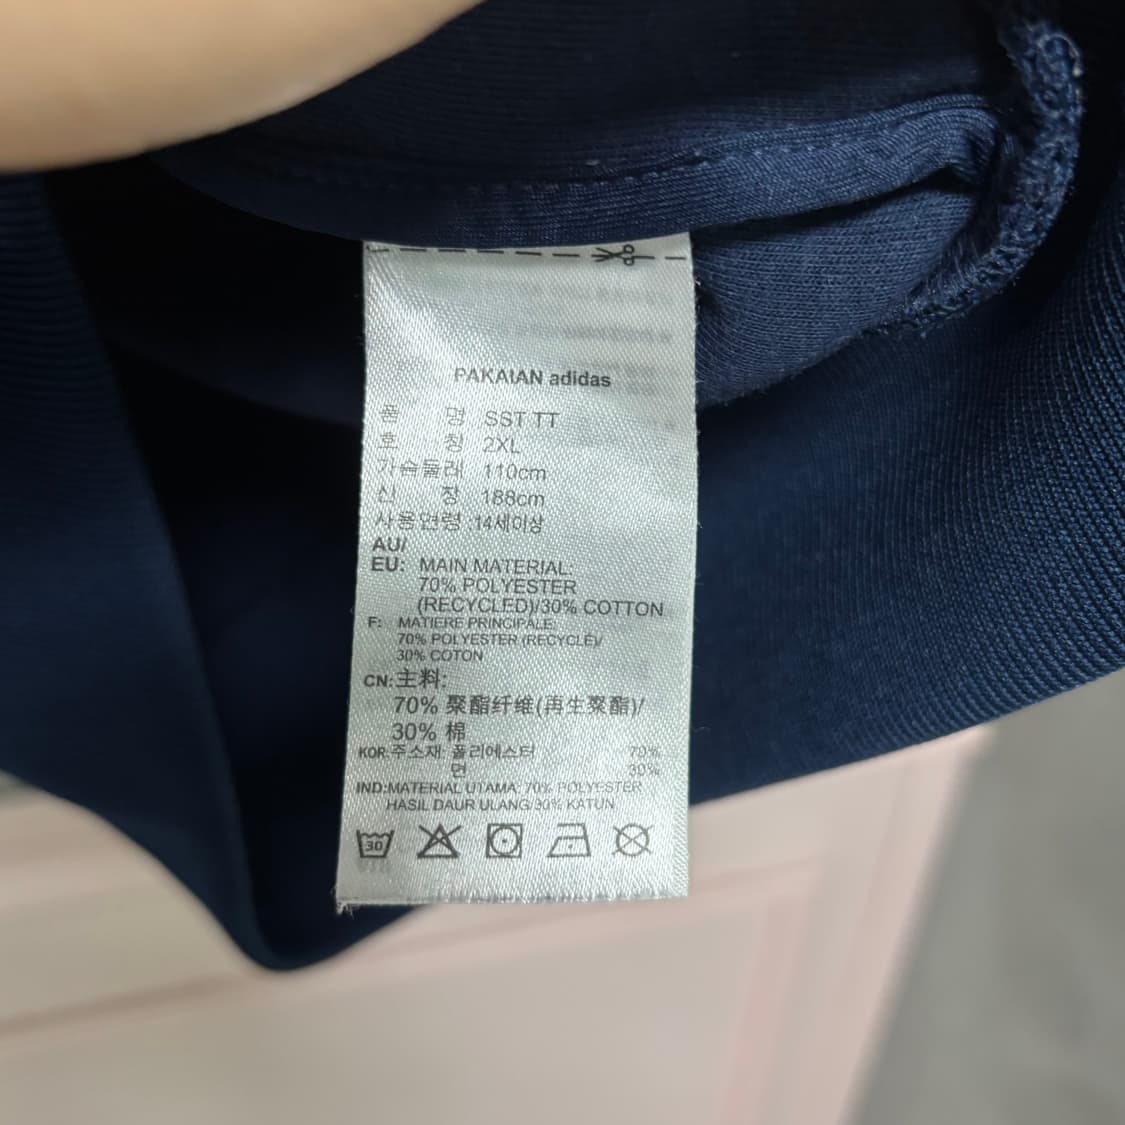 PAKAIAN adidas
품 명 SST TT
호 칭 2XL
가슴둘레 110cm
신 장 188cm
사용연령 :14세이상
AU/
EU: MAIN MATERIAL:
70% POLYESTER
(RECYCLED)/30% COTTON
F: MATIERE PRINCIPALE:
70% POLYESTER (RECYCLÉ)/
30% COTON
CN:主料:
70% 聚酯纤维(再生聚酯)/
30% 棉
KOR:주소재: 폴리에스터 70%
면 30%
IND:MATERIAL UTAMA: 70% POLYESTER
HASIL DAUR ULANG/30% KATUN
30